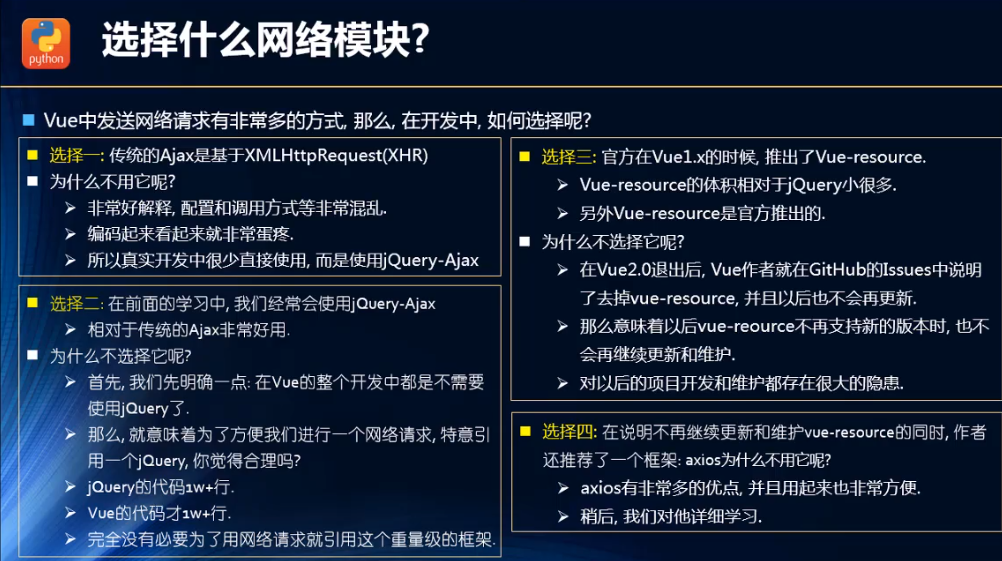 python
选择什么网络模块?
Vue中发送网络请求有非常多的方式, 那么, 在开发中, 如何选择呢?
选择一: 传统的Ajax是基于XMLHttpRequest(XHR)
为什么不用它呢?
非常好解释, 配置和调用方式等非常混乱.
编码起来看起来就非常蛋疼.
所以真实开发中很少直接使用, 而是使用jQuery-Ajax
选择二: 在前面的学习中, 我们经常会使用jQuery-Ajax
相对于传统的Ajax非常好用.
为什么不选择它呢?
首先, 我们先明确一点: 在Vue的整个开发中都是不需要
使用jQuery了.
那么, 就意味着为了方便我们进行一个网络请求, 特意引
用一个jQuery, 你觉得合理吗?
jQuery的代码1w+行.
Vue的代码才1w+行.
完全没有必要为了用网络请求就引用这个重量级的框架.
选择三: 官方在Vue1.x的时候, 推出了Vue-resource.
Vue-resource的体积相对于jQuery小很多.
另外Vue-resource是官方推出的.
为什么不选择它呢?
在Vue2.0退出后, Vue作者就在GitHub的Issues中说明
了去掉vue-resource, 并且以后也不会再更新.
那么意味着以后vue-reource不再支持新的版本时, 也不
会再继续更新和维护.
对以后的项目开发和维护都存在很大的隐患.
选择四: 在说明不再继续更新和维护vue-resource的同时, 作者
还推荐了一个框架: axios为什么不用它呢?
axios有非常多的优点, 并且用起来也非常方便.
稍后, 我们对他详细学习.